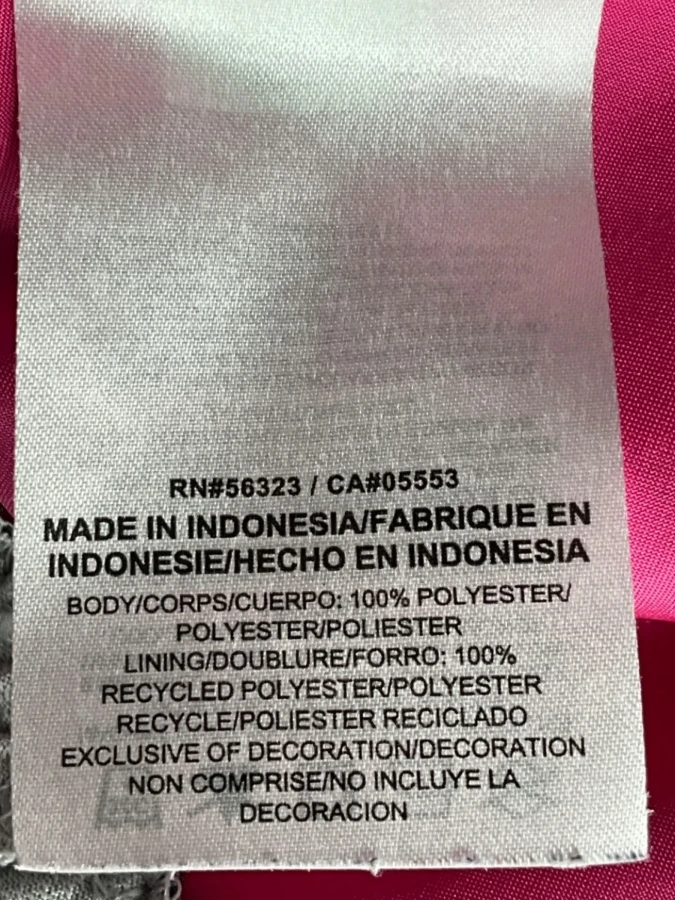 RN#56323 / CA#05553
MADE IN INDONESIA/FABRIQUE EN
INDONESIE/HECHO EN INDONESIA
BODY/CORPS/CUERPO: 100% POLYESTER/
POLYESTER/POLIESTER
LINING/DOUBLURE/FORRO: 100%
RECYCLED POLYESTER/POLYESTER
RECYCLE/POLIESTER RECICLADO
EXCLUSIVE OF DECORATION/DECORATION
NON COMPRISE/NO INCLUYE LA
DECORACION